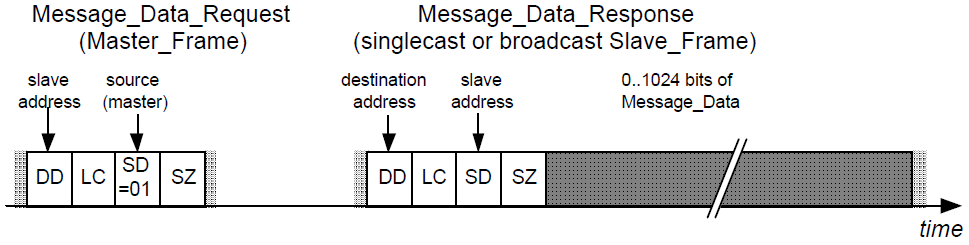 Message_Data_Request
(Master_Frame)
Message_Data_Response
(singlecast or broadcast Slave_Frame)
slave
address
source
(master)
destination
address
slave
address
0..1024 bits of
Message_Data
DD LC SD =01 SZ
DD LC SD SZ
time